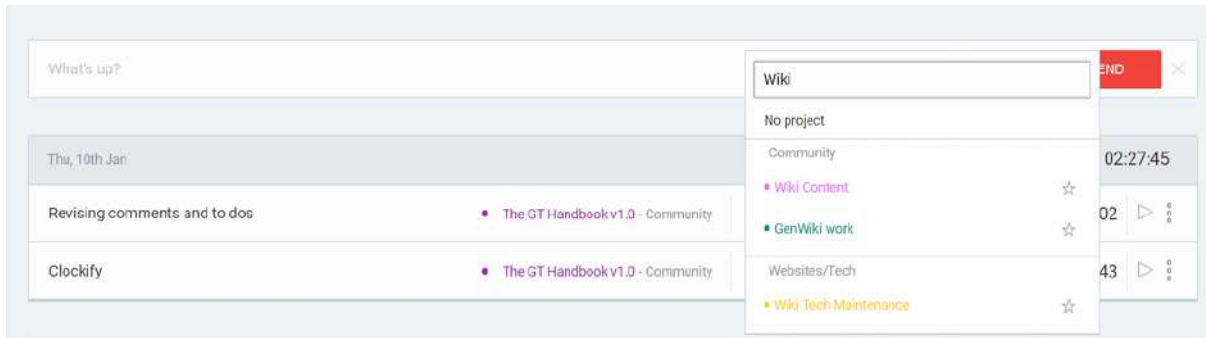 What's up?
Wiki
END
No project
Thu, 10th Jan
Community
02:27:45
Wiki Content
Revising comments and to dos
The GT Handbook v1.0 - Community
02
GenWiki work
Clockify
The GT Handbook v1.0 - Community
Websites/Tech
43
Wiki Tech Maintenance